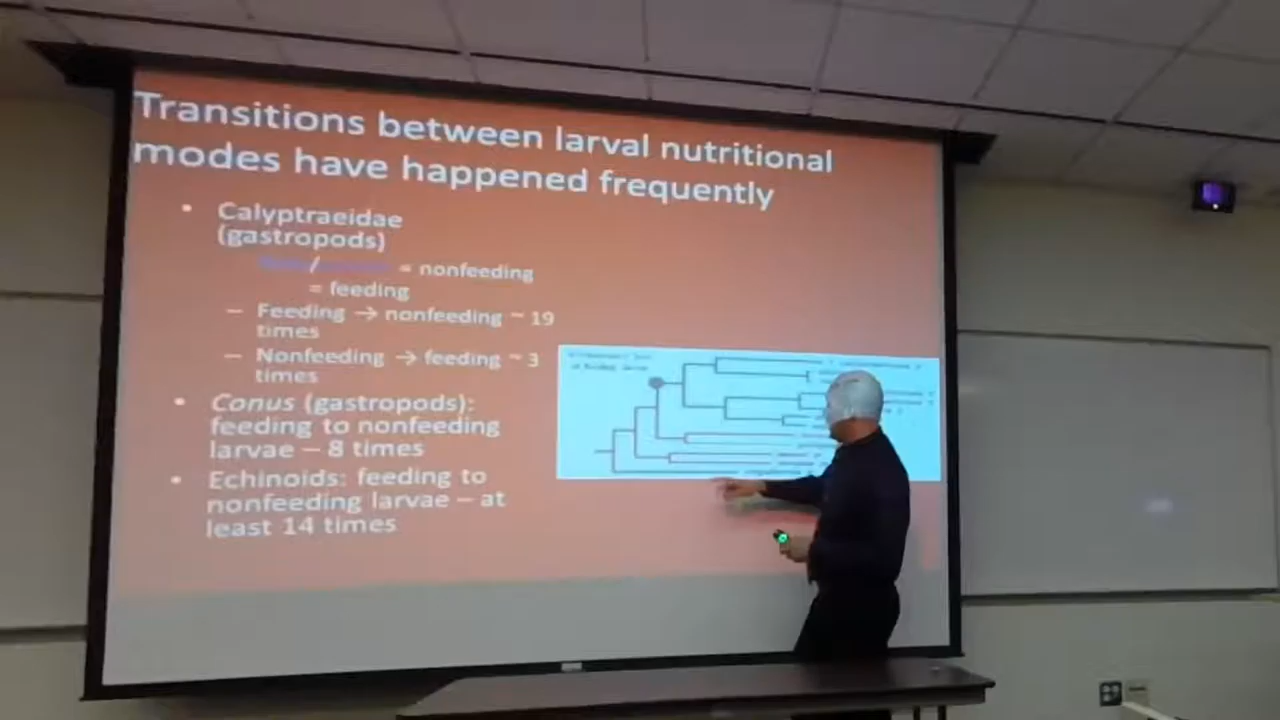 Transitions between larval nutritional
modes have happened frequently
• Calyptraeidae
(gastropods)
/ = nonfeeding
= feeding
– Feeding → nonfeeding ~ 19
times
– Nonfeeding → feeding ~ 3
times
• Conus (gastropods):
feeding to nonfeeding
larvae – 8 times
• Echinoids: feeding to
nonfeeding larvae – at
least 14 times